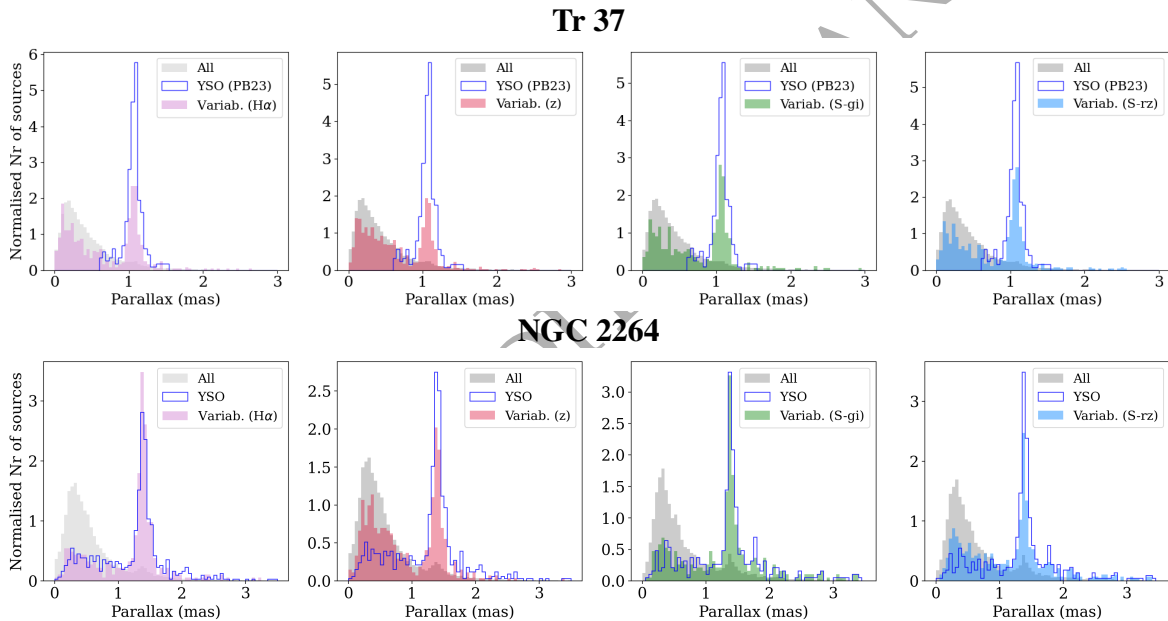 Tr 37
Normalised Nr of sources
6
5
4
3
2
1
0
0 1 2 3
Parallax (mas)
All
YSO (PB23)
Variab. (Hα)
5
4
3
2
1
0
0 1 2 3
Parallax (mas)
All
YSO (PB23)
Variab. (z)
5
4
3
2
1
0
0 1 2 3
Parallax (mas)
All
YSO (PB23)
Variab. (S-gi)
5
4
3
2
1
0
0 1 2 3
Parallax (mas)
All
YSO (PB23)
Variab. (S-rz)
NGC 2264
Normalised Nr of sources
3
2
1
0
0 1 2 3
Parallax (mas)
All
YSO
Variab. (Hα)
2.5
2.0
1.5
1.0
0.5
0.0
0 1 2 3
Parallax (mas)
All
YSO
Variab. (z)
3.0
2.5
2.0
1.5
1.0
0.5
0.0
0 1 2 3
Parallax (mas)
All
YSO
Variab. (S-gi)
3
2
1
0
0 1 2 3
Parallax (mas)
All
YSO
Variab. (S-rz)